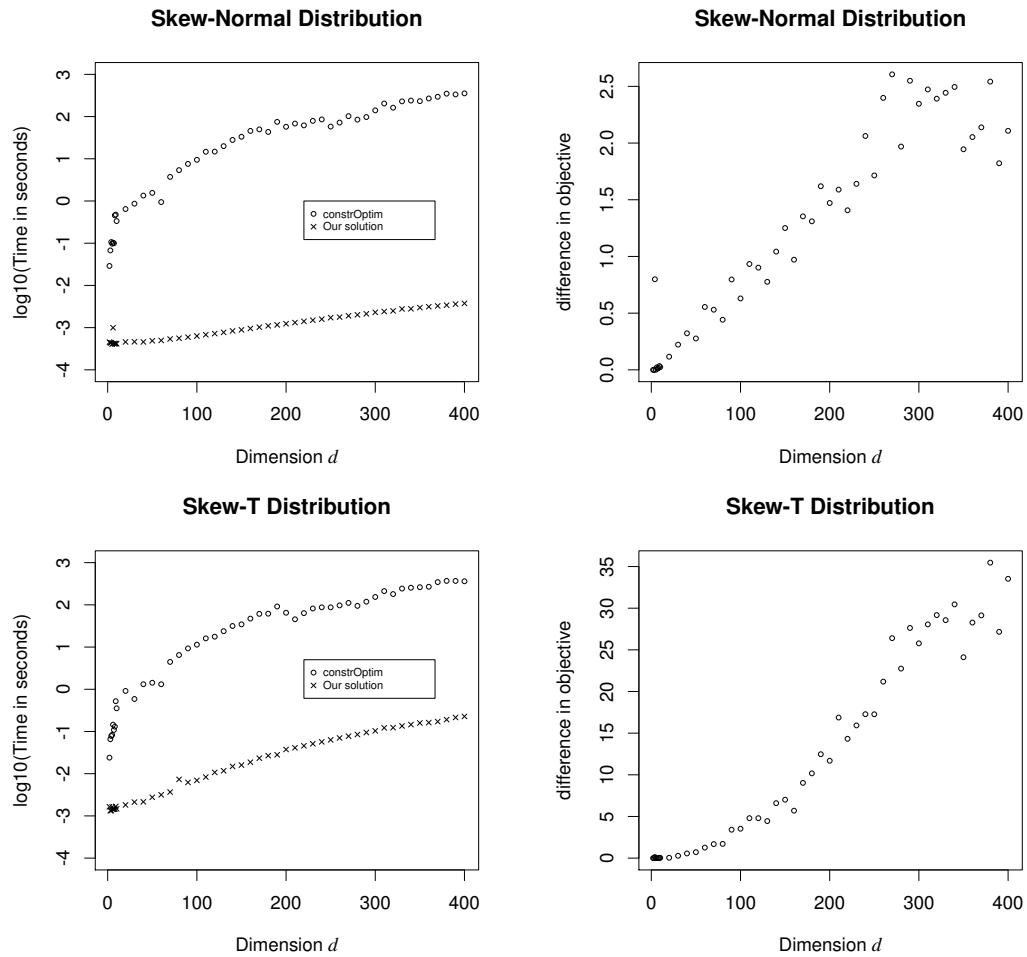 Skew-Normal Distribution
log10(Time in seconds)
3
2
1
0
-1
-2
-3
-4
constrOptim
Our solution
0 100 200 300 400
Dimension d
Skew-Normal Distribution
difference in objective
2.5
2.0
1.5
1.0
0.5
0.0
0 100 200 300 400
Dimension d
Skew-T Distribution
log10(Time in seconds)
3
2
1
0
-1
-2
-3
-4
constrOptim
Our solution
0 100 200 300 400
Dimension d
Skew-T Distribution
difference in objective
35
30
25
20
15
10
5
0
0 100 200 300 400
Dimension d